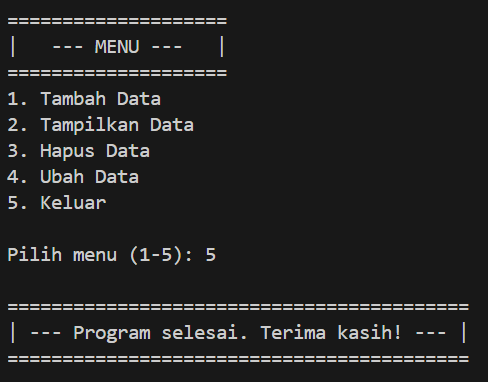 ====================
|   --- MENU ---   |
====================
1. Tambah Data
2. Tampilkan Data
3. Hapus Data
4. Ubah Data
5. Keluar

Pilih menu (1-5): 5

==========================================
| --- Program selesai. Terima kasih! --- |
==========================================